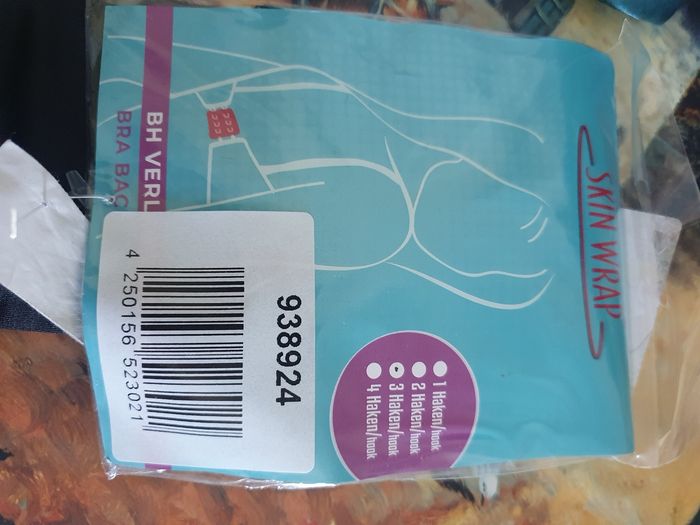 SKIN WRAP
1 Haken/hook
2 Haken/hook
3 Haken/hook
4 Haken/hook
938924
4 250156 523021
BH VERL
BRA BAC